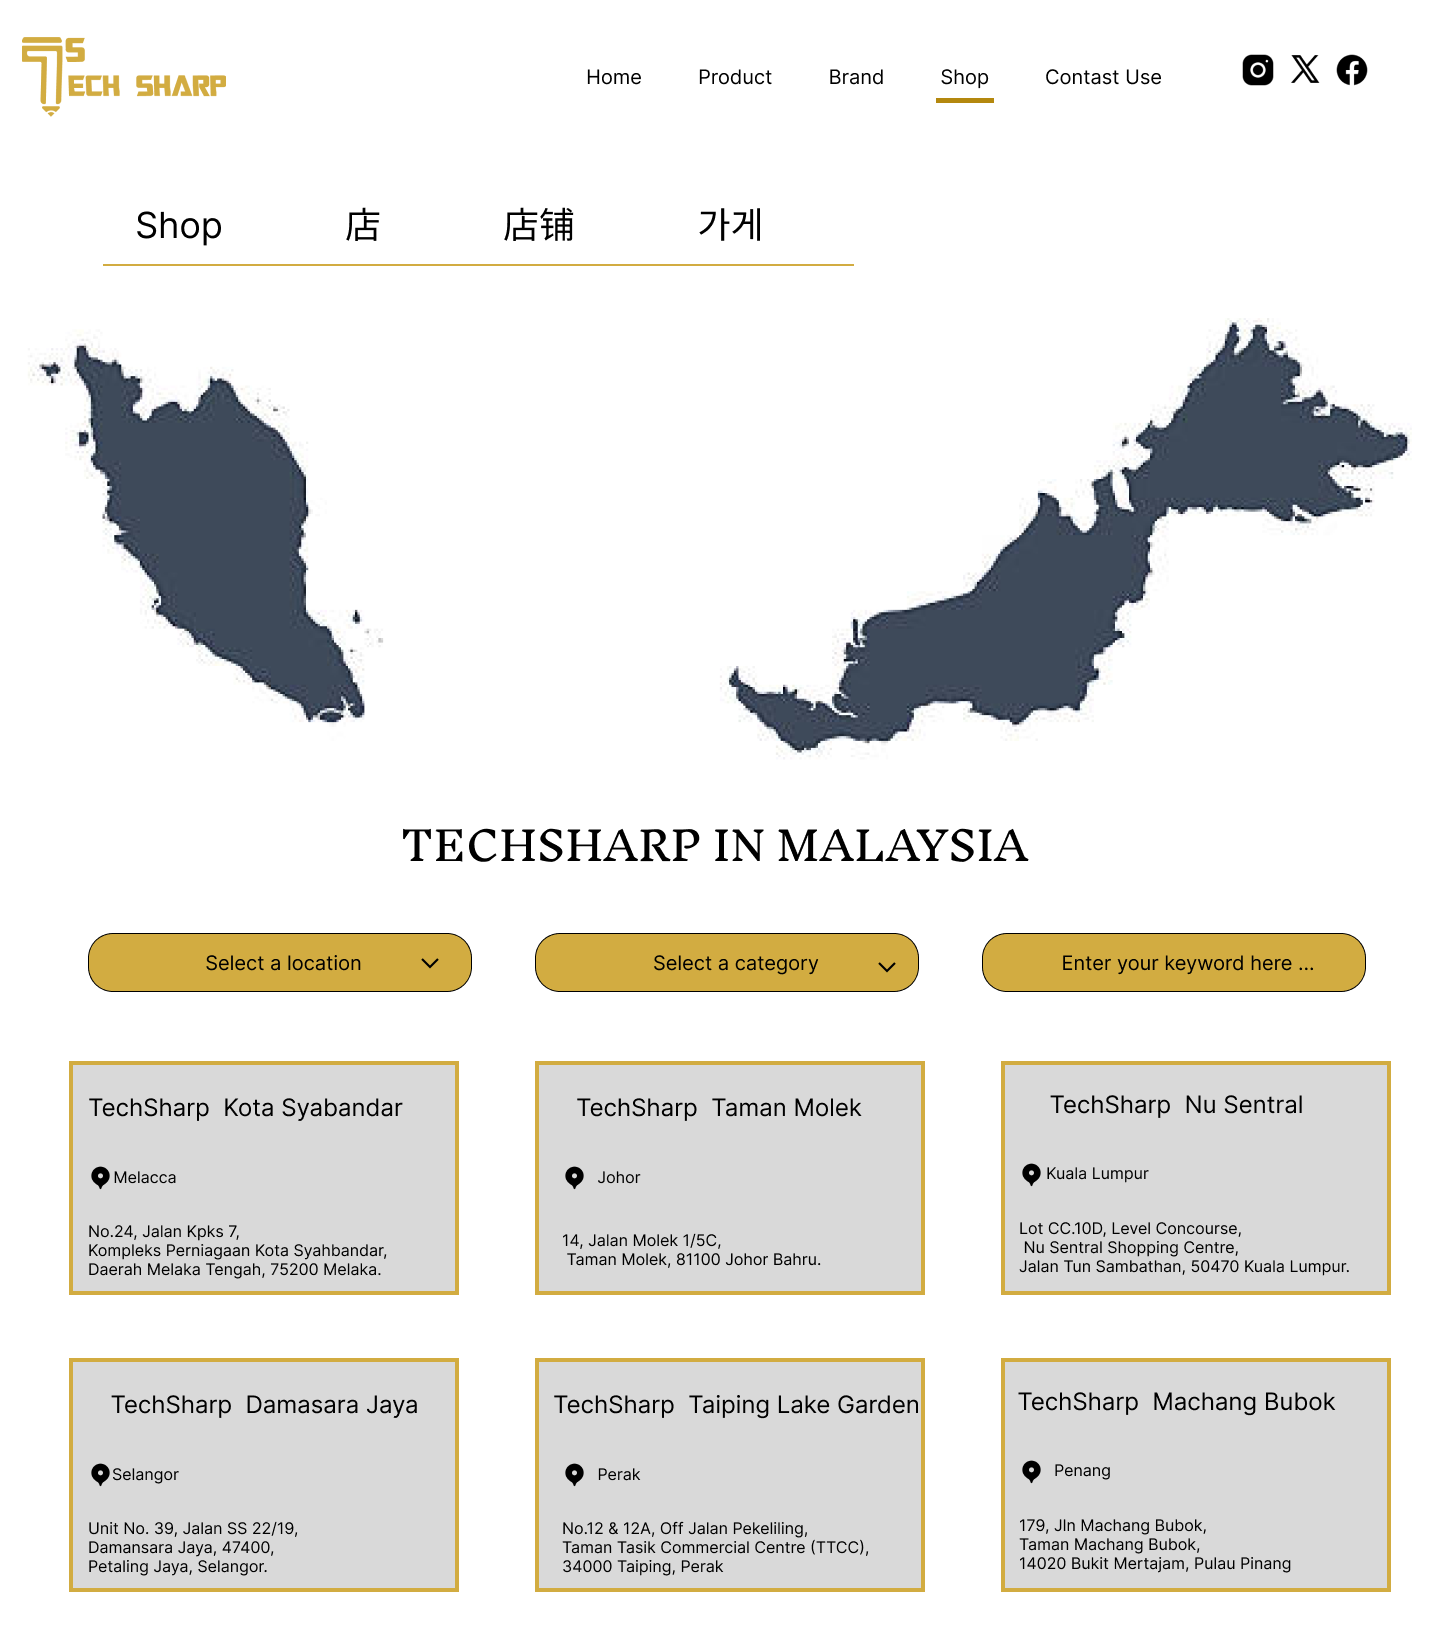 TS
TECH SHARP
Home Product Brand Shop Contast Use
Shop 店 店铺 가게
TECHSHARP IN MALAYSIA
Select a location
Select a category
Enter your keyword here ...
TechSharp Kota Syabandar
Melacca
No.24, Jalan Kpks 7,
Kompleks Perniagaan Kota Syahbandar,
Daerah Melaka Tengah, 75200 Melaka.
TechSharp Taman Molek
Johor
14, Jalan Molek 1/5C,
Taman Molek, 81100 Johor Bahru.
TechSharp Nu Sentral
Kuala Lumpur
Lot CC.10D, Level Concourse,
Nu Sentral Shopping Centre,
Jalan Tun Sambathan, 50470 Kuala Lumpur.
TechSharp Damasara Jaya
Selangor
Unit No. 39, Jalan SS 22/19,
Damansara Jaya, 47400,
Petaling Jaya, Selangor.
TechSharp Taiping Lake Garden
Perak
No.12 & 12A, Off Jalan Pekeliling,
Taman Tasik Commercial Centre (TTCC),
34000 Taiping, Perak
TechSharp Machang Bubok
Penang
179, Jln Machang Bubok,
Taman Machang Bubok,
14020 Bukit Mertajam, Pulau Pinang